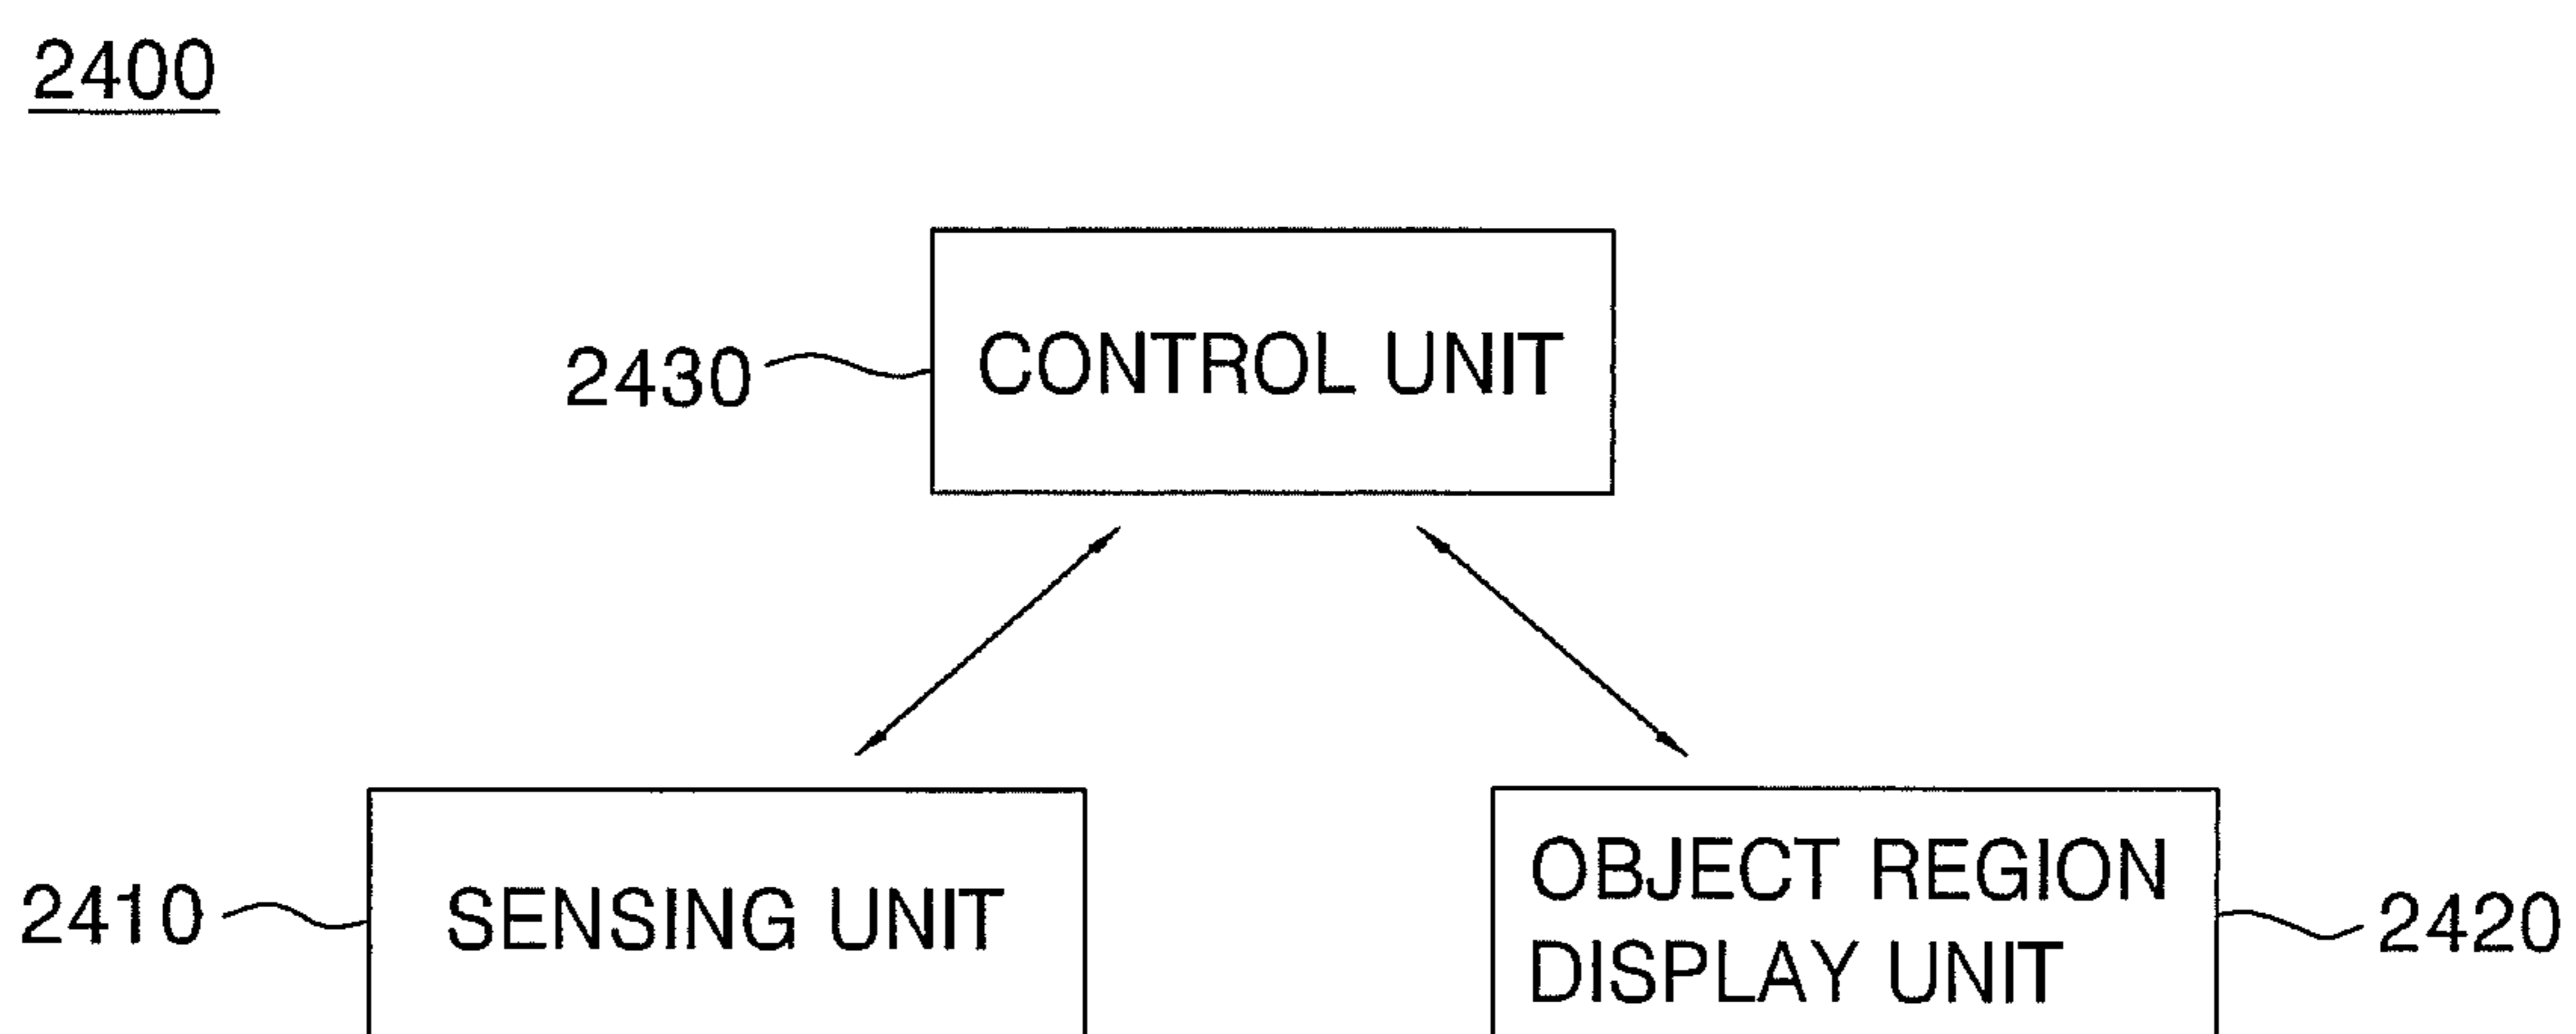 2400
2430
CONTROL UNIT
2410
SENSING UNIT
OBJECT REGION
DISPLAY UNIT
2420